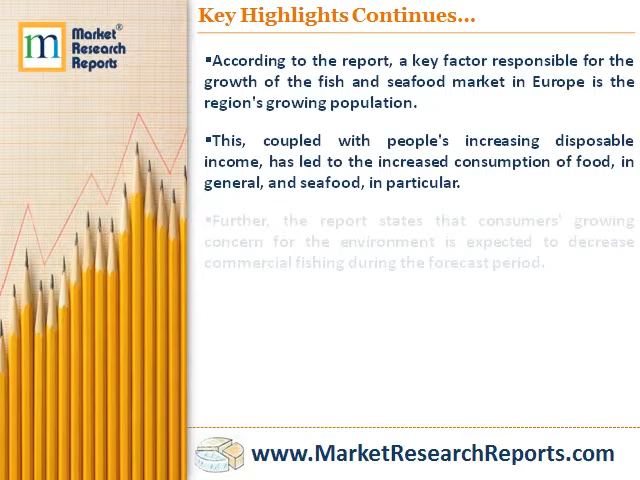 m
Market®
Research
Reports
Key Highlights Continues...
▪According to the report, a key factor responsible for the
growth of the fish and seafood market in Europe is the
region's growing population.
▪This, coupled with people's increasing disposable
income, has led to the increased consumption of food, in
general, and seafood, in particular.
▪Further, the report states that consumers' growing
concern for the environment is expected to decrease
commercial fishing during the forecast period.
www.MarketResearchReports.com